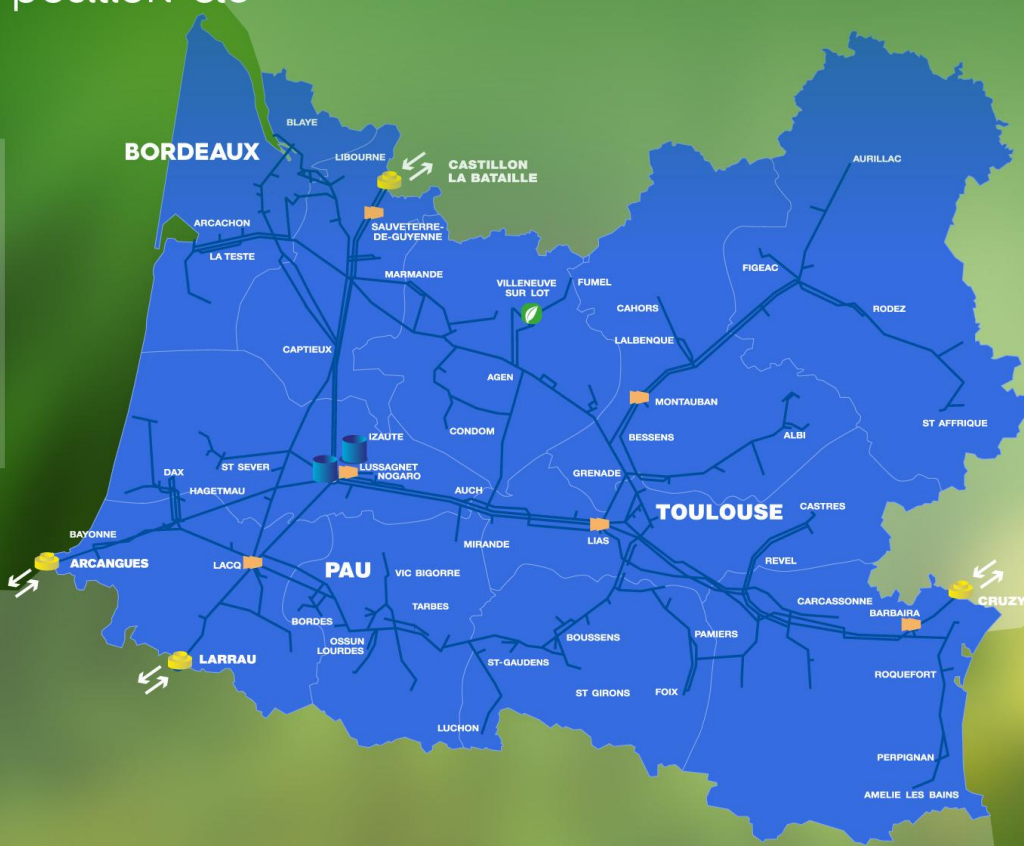 BLAYE
BORDEAUX
LIBOURNE
CASTILLON
LA BATAILLE
AURILLAC
ARCACHON
SAUVETERRE-
DE-GUYENNE
LA TESTE
MARMANDE
VILLENEUVE
SUR LOT
FUMEL
FIGEAC
CAHORS
RODEZ
LALBENQUE
CAPTIEUX
AGEN
MONTAUBAN
ST AFFRIQUE
CONDOM
BESSENS
ALBI
IZAUTE
DAX
ST SEVER
LUSSAGNET
NOGARO
GRENADE
HAGETMAU
AUCH
TOULOUSE
CASTRES
BAYONNE
MIRANDE
LIAS
ARCANGUES
LACQ
PAU
VIC BIGORRE
REVEL
CRUZY
TARBES
CARCASSONNE
BARBAIRA
BORDES
OSSUN
LOURDES
BOUSSENS
PAMIERS
LARRAU
ST-GAUDENS
ROQUEFORT
ST GIRONS
FOIX
LUCHON
PERPIGNAN
AMELIE LES BAINS